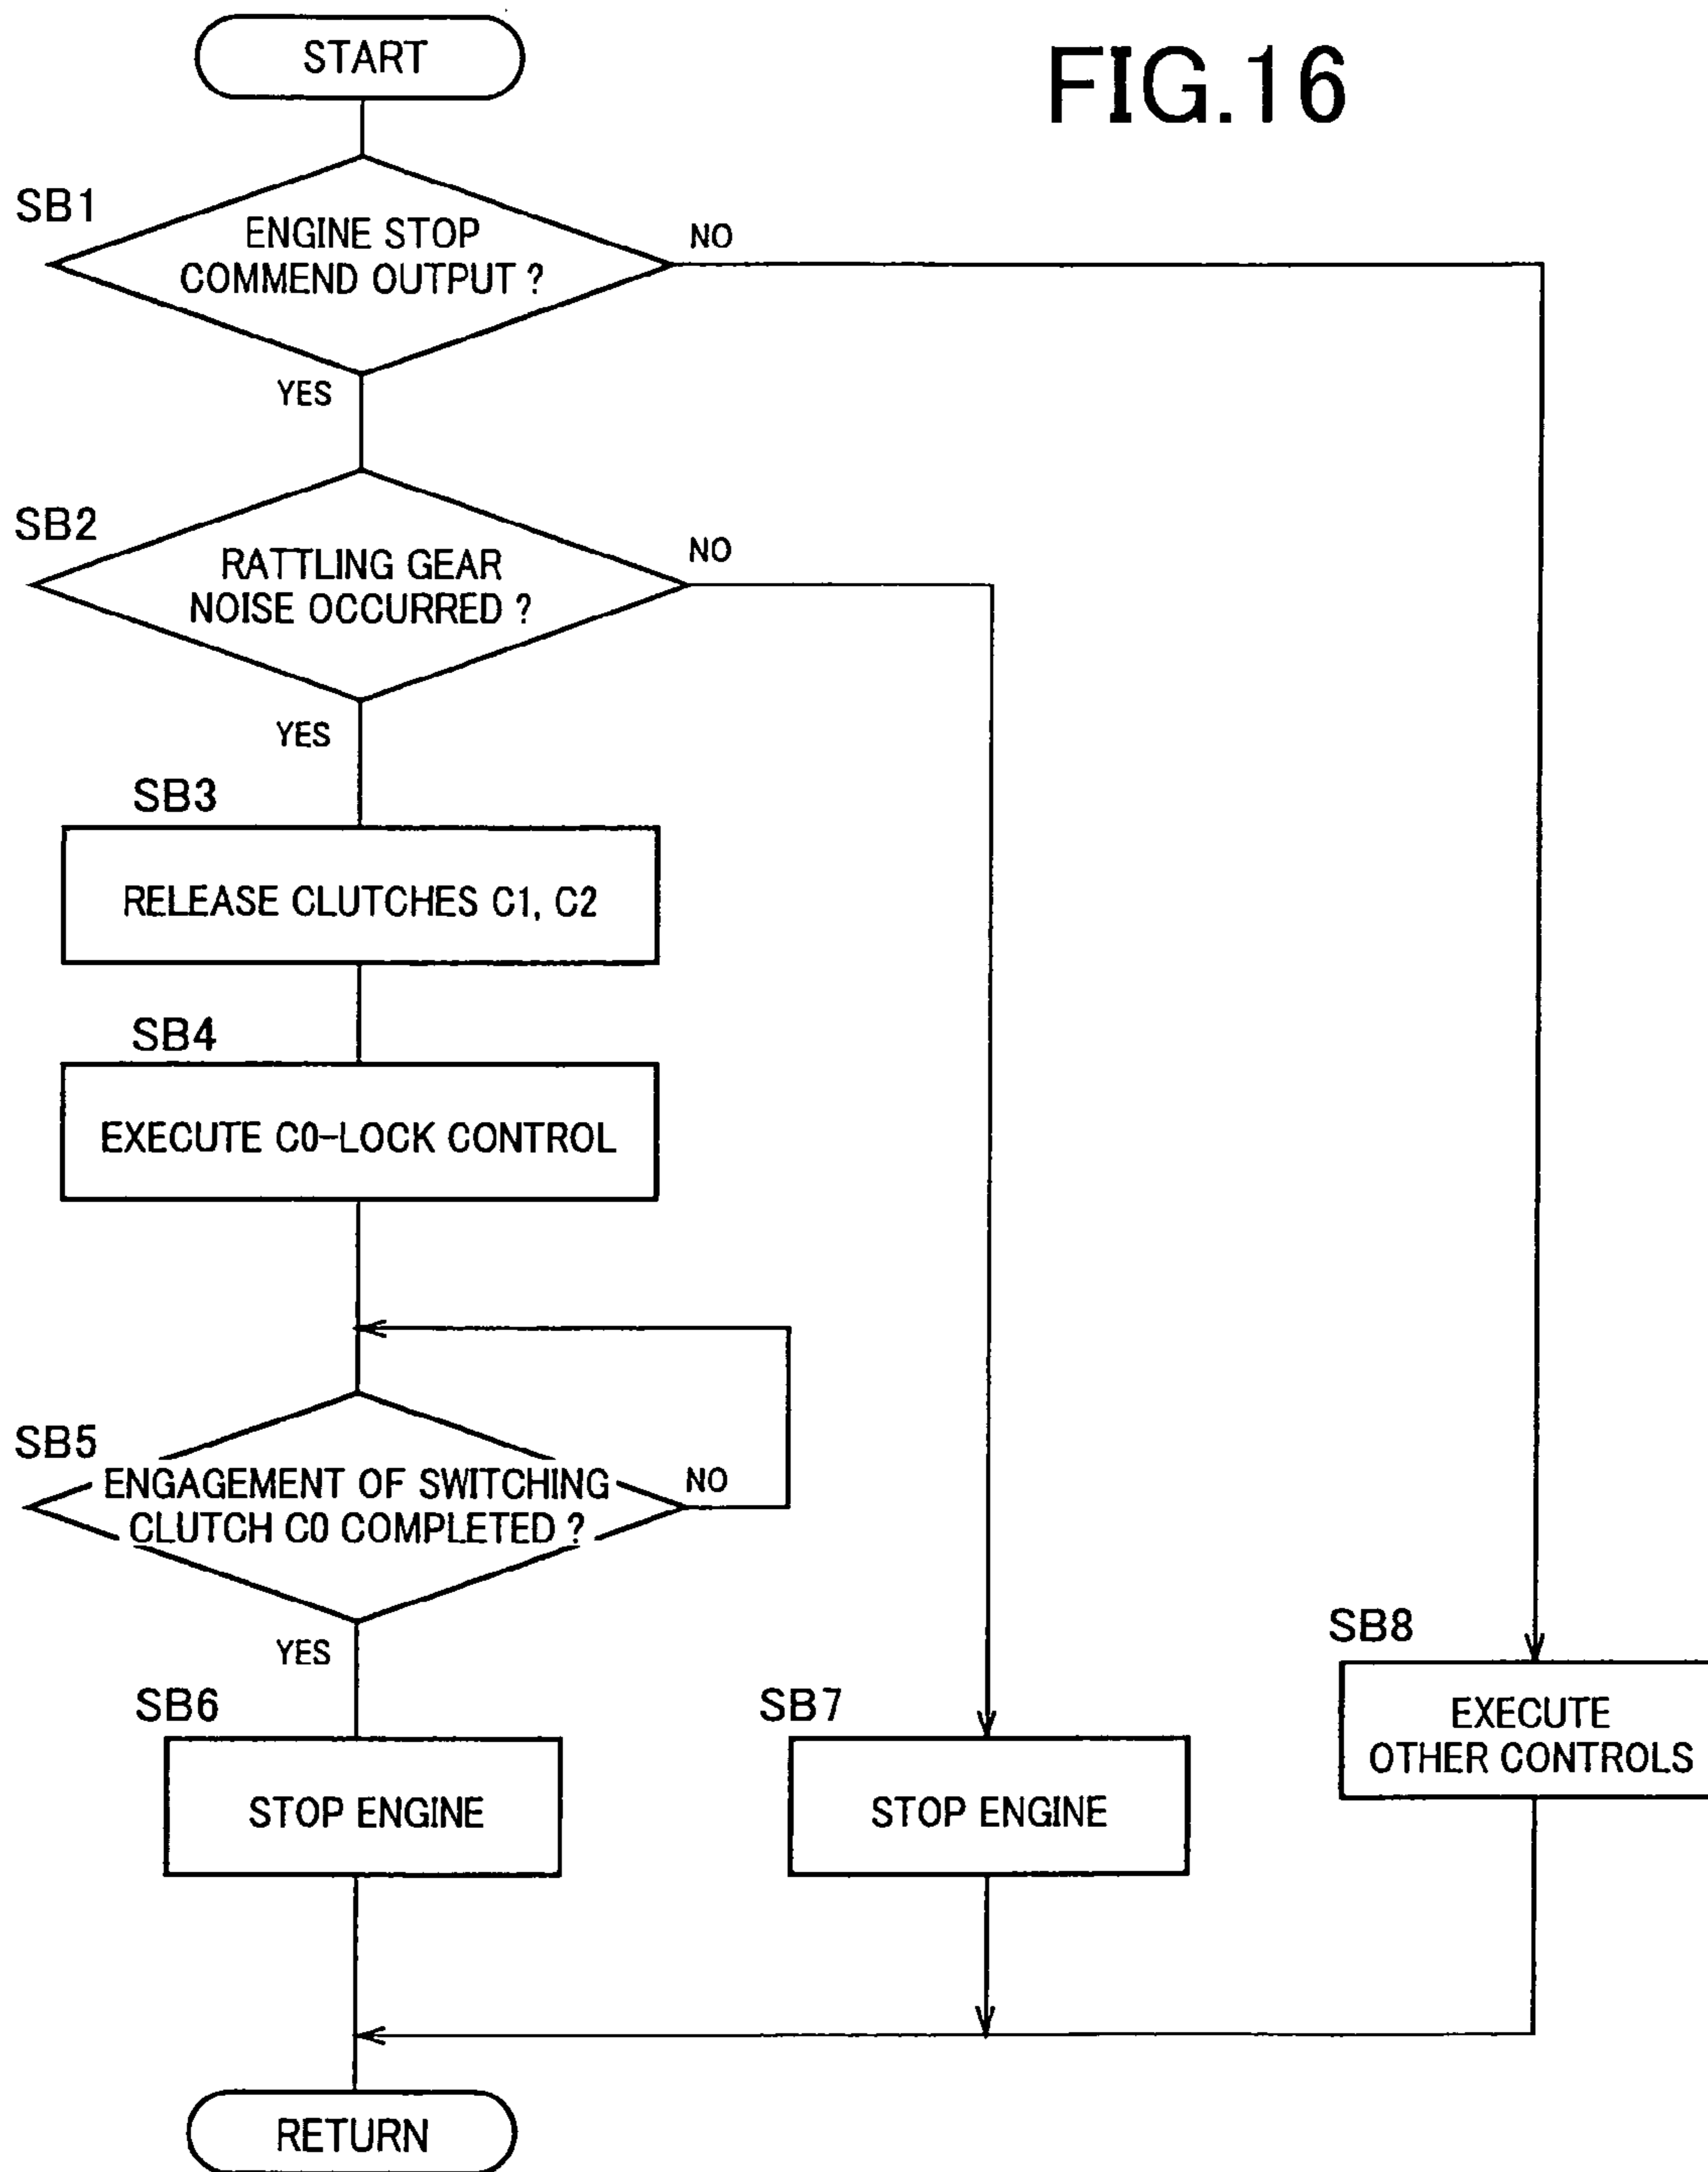 FIG.16
START
SB1
ENGINE STOP
COMMEND OUTPUT ?
NO
YES
SB2
RATTLING GEAR
NOISE OCCURRED ?
NO
YES
SB3
RELEASE CLUTCHES C1, C2
SB4
EXECUTE C0-LOCK CONTROL
SB5
ENGAGEMENT OF SWITCHING
CLUTCH C0 COMPLETED ?
NO
YES
SB6
STOP ENGINE
SB7
STOP ENGINE
SB8
EXECUTE
OTHER CONTROLS
RETURN